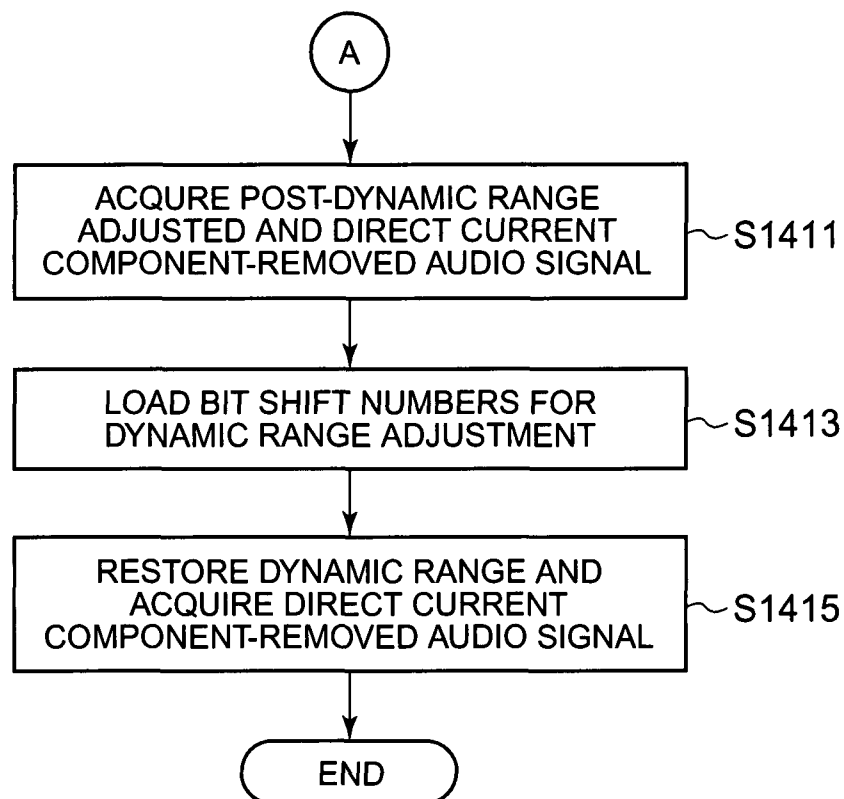 A
ACQURE POST-DYNAMIC RANGE
ADJUSTED AND DIRECT CURRENT
COMPONENT-REMOVED AUDIO SIGNAL
S1411
LOAD BIT SHIFT NUMBERS FOR
DYNAMIC RANGE ADJUSTMENT
S1413
RESTORE DYNAMIC RANGE AND
ACQUIRE DIRECT CURRENT
COMPONENT-REMOVED AUDIO SIGNAL
S1415
END